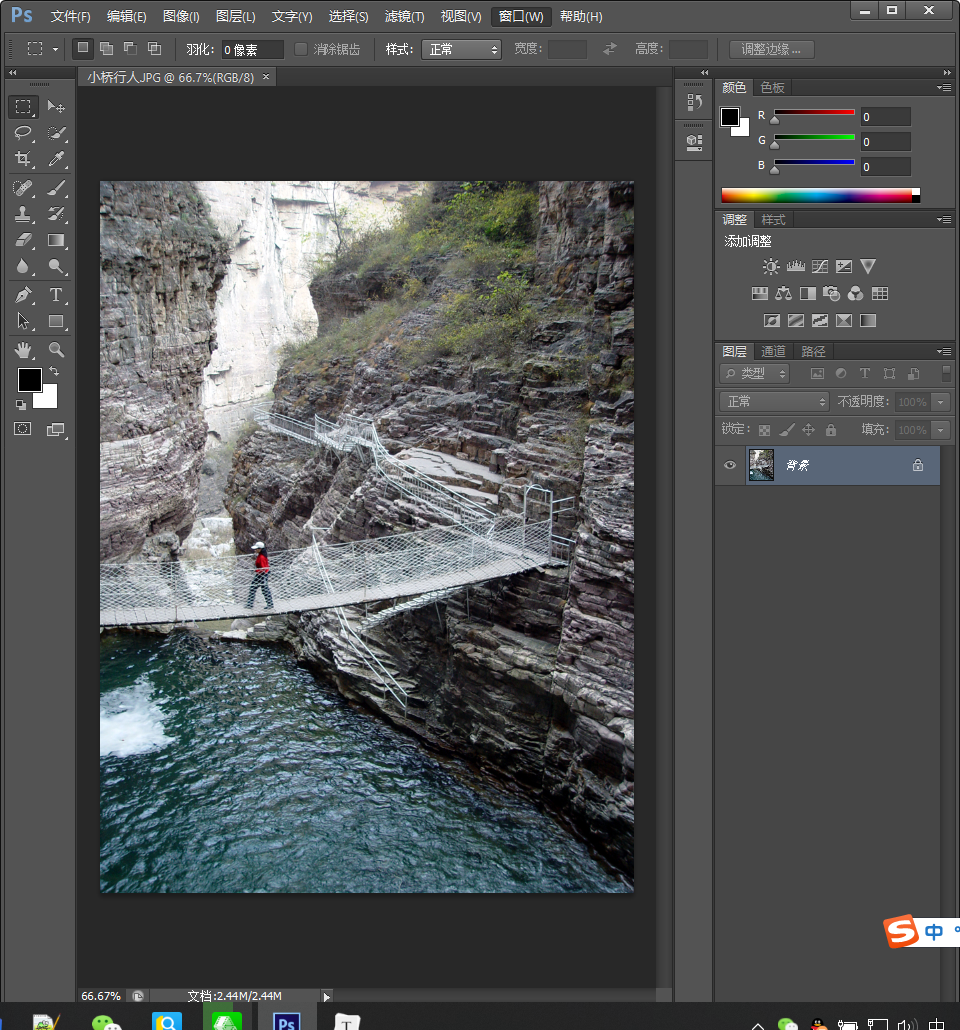 Ps 文件(F) 编辑(E) 图像(I) 图层(L) 文字(Y) 选择(S) 滤镜(T) 视图(V) 窗口(W) 帮助(H)
羽化: 0 像素 消除锯齿 样式: 正常 宽度: 高度: 调整边缘...
小桥行人JPG @ 66.7%(RGB/8) ×
颜色 色板
R 0
G 0
B 0
调整 样式
添加调整
T
图层 通道 路径
类型 T
正常 不透明度: 100%
锁定: 填充: 100%
背景
S 中 °
66.67% 文档:2.44M/2.44M
Ps T 中